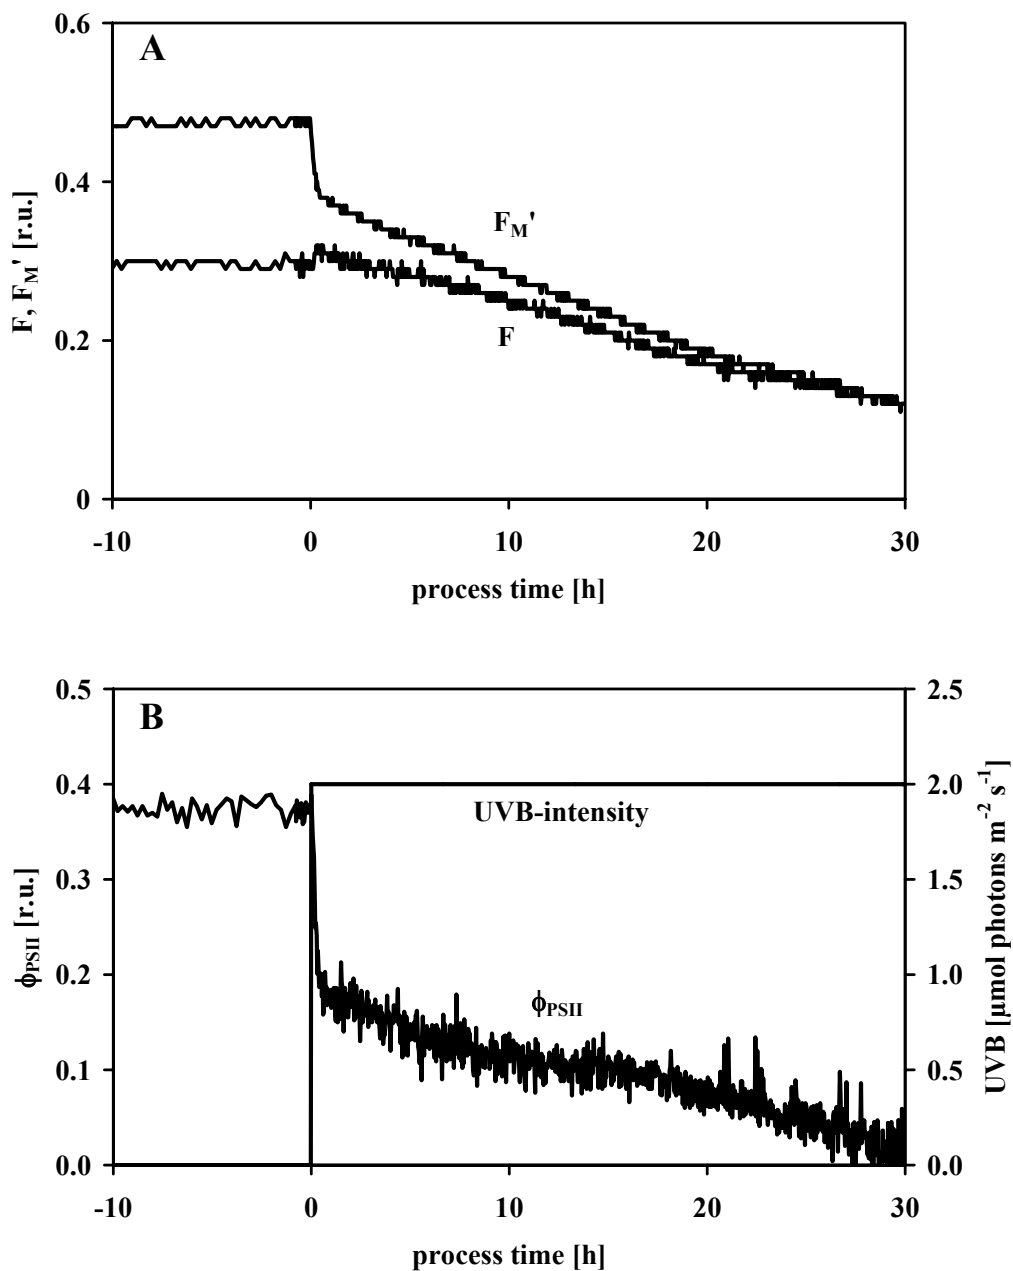 A
0.6
0.4
0.2
0
F, F_M' [r.u.]
F_M'
F
-10 0 10 20 30
process time [h]
B
0.5
0.4
0.3
0.2
0.1
0.0
ϕ_PSII [r.u.]
UVB-intensity
ϕ_PSII
2.5
2.0
1.5
1.0
0.5
0.0
UVB [µmol photons m⁻² s⁻¹]
-10 0 10 20 30
process time [h]